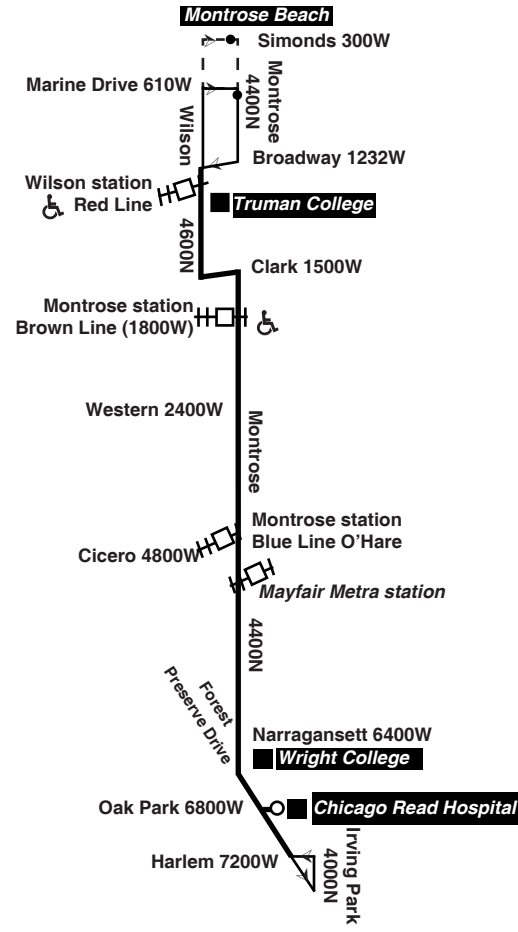 Montrose Beach
Simonds 300W
Marine Drive 610W
Montrose
4400N
Wilson
Broadway 1232W
Wilson station
Red Line
Truman College
4600N
Clark 1500W
Montrose station
Brown Line (1800W)
Western 2400W
Montrose
Montrose station
Blue Line O'Hare
Cicero 4800W
Mayfair Metra station
4400N
Forest
Preserve Drive
Narragansett 6400W
Wright College
Oak Park 6800W
Chicago Read Hospital
Harlem 7200W
Irving Park
4000N